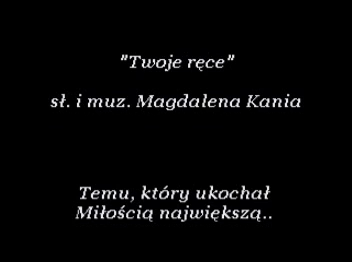 "Twoje ręce"
sł. i muz. Magdalena Kania
Temu, który ukochał
Miłością największą..